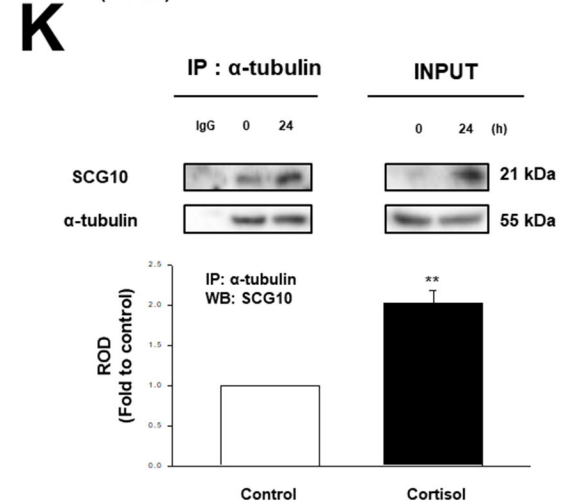 K
IP : α-tubulin
INPUT
IgG 0 24
0 24 (h)
SCG10
21 kDa
α-tubulin
55 kDa
IP: α-tubulin
WB: SCG10
**
ROD
(Fold to control)
2.5
2.0
1.5
1.0
0.5
0.0
Control
Cortisol